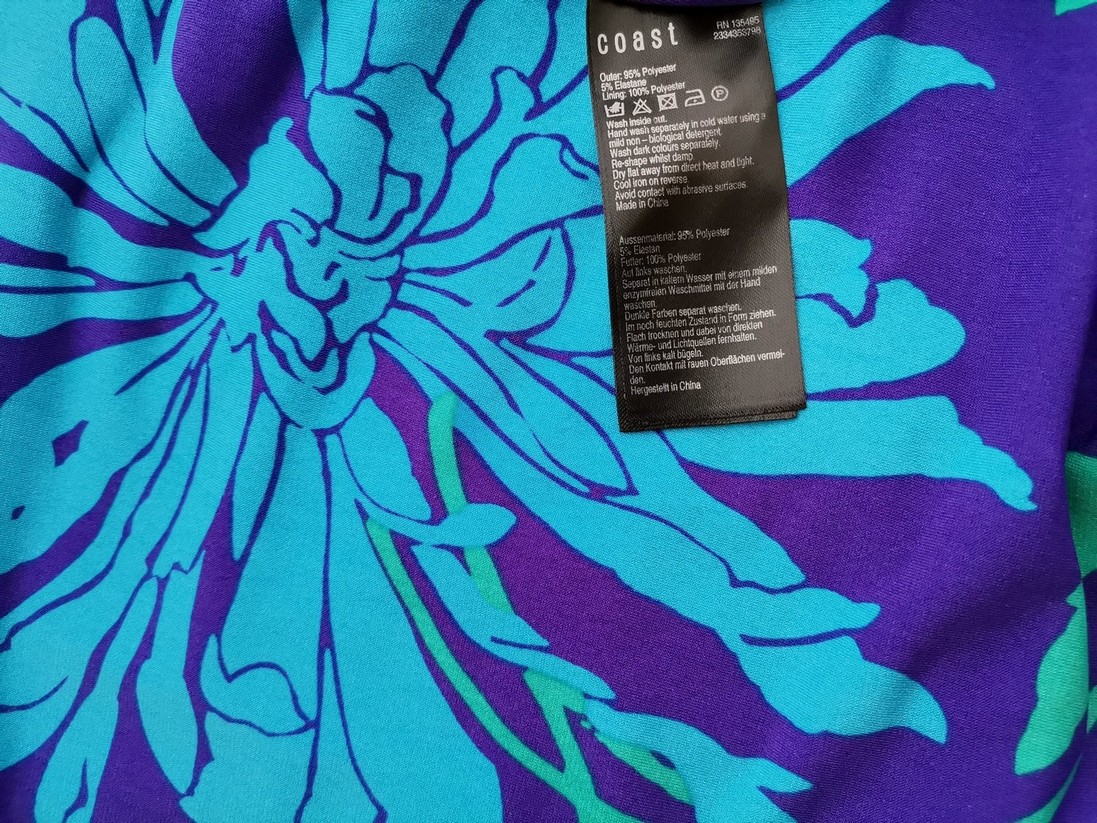 coast
RN 135495
2334353798
Outer: 95% Polyester
5% Elastane
Lining: 100% Polyester
P
Wash inside out.
Hand wash separately in cold water using a
mild non - biological detergent.
Wash dark colours separately.
Re-shape whilst damp
Dry flat away from direct heat and light.
Cool iron on reverse
Avoid contact with abrasive surfaces.
Made in China
Aussenmaterial: 95% Polyester
5% Elastan
Futter: 100% Polyester
Auf links waschen.
Separat in kaltem Wasser mit einem milden
enzymfreien Waschmittel mit der Hand
waschen.
Dunkle Farben separat waschen.
Im noch feuchten Zustand in Form ziehen.
Flach trocknen und dabei von direkten
Wärme- und Lichtquellen fernhalten.
Von links kalt bügeln.
Den Kontakt mit rauen Oberflächen vermei-
den.
Hergestellt in China